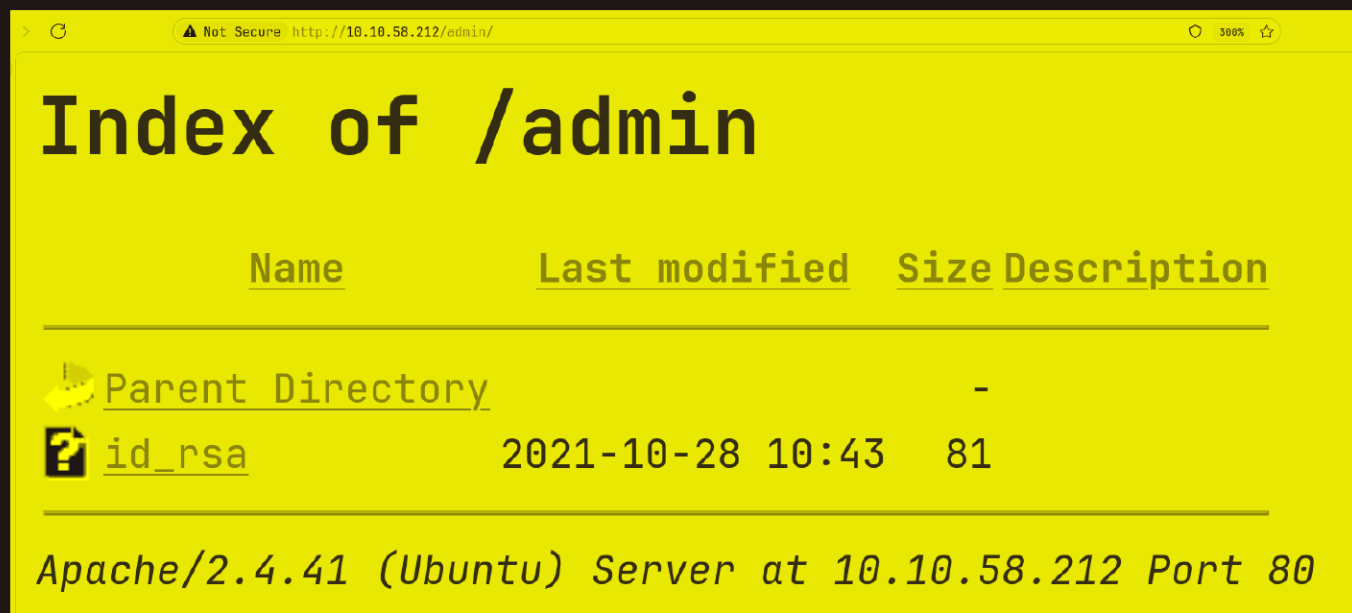 Not Secure http://10.10.58.212/admin/ 300%
Index of /admin
Name Last modified Size Description
Parent Directory -
id_rsa 2021-10-28 10:43 81
Apache/2.4.41 (Ubuntu) Server at 10.10.58.212 Port 80